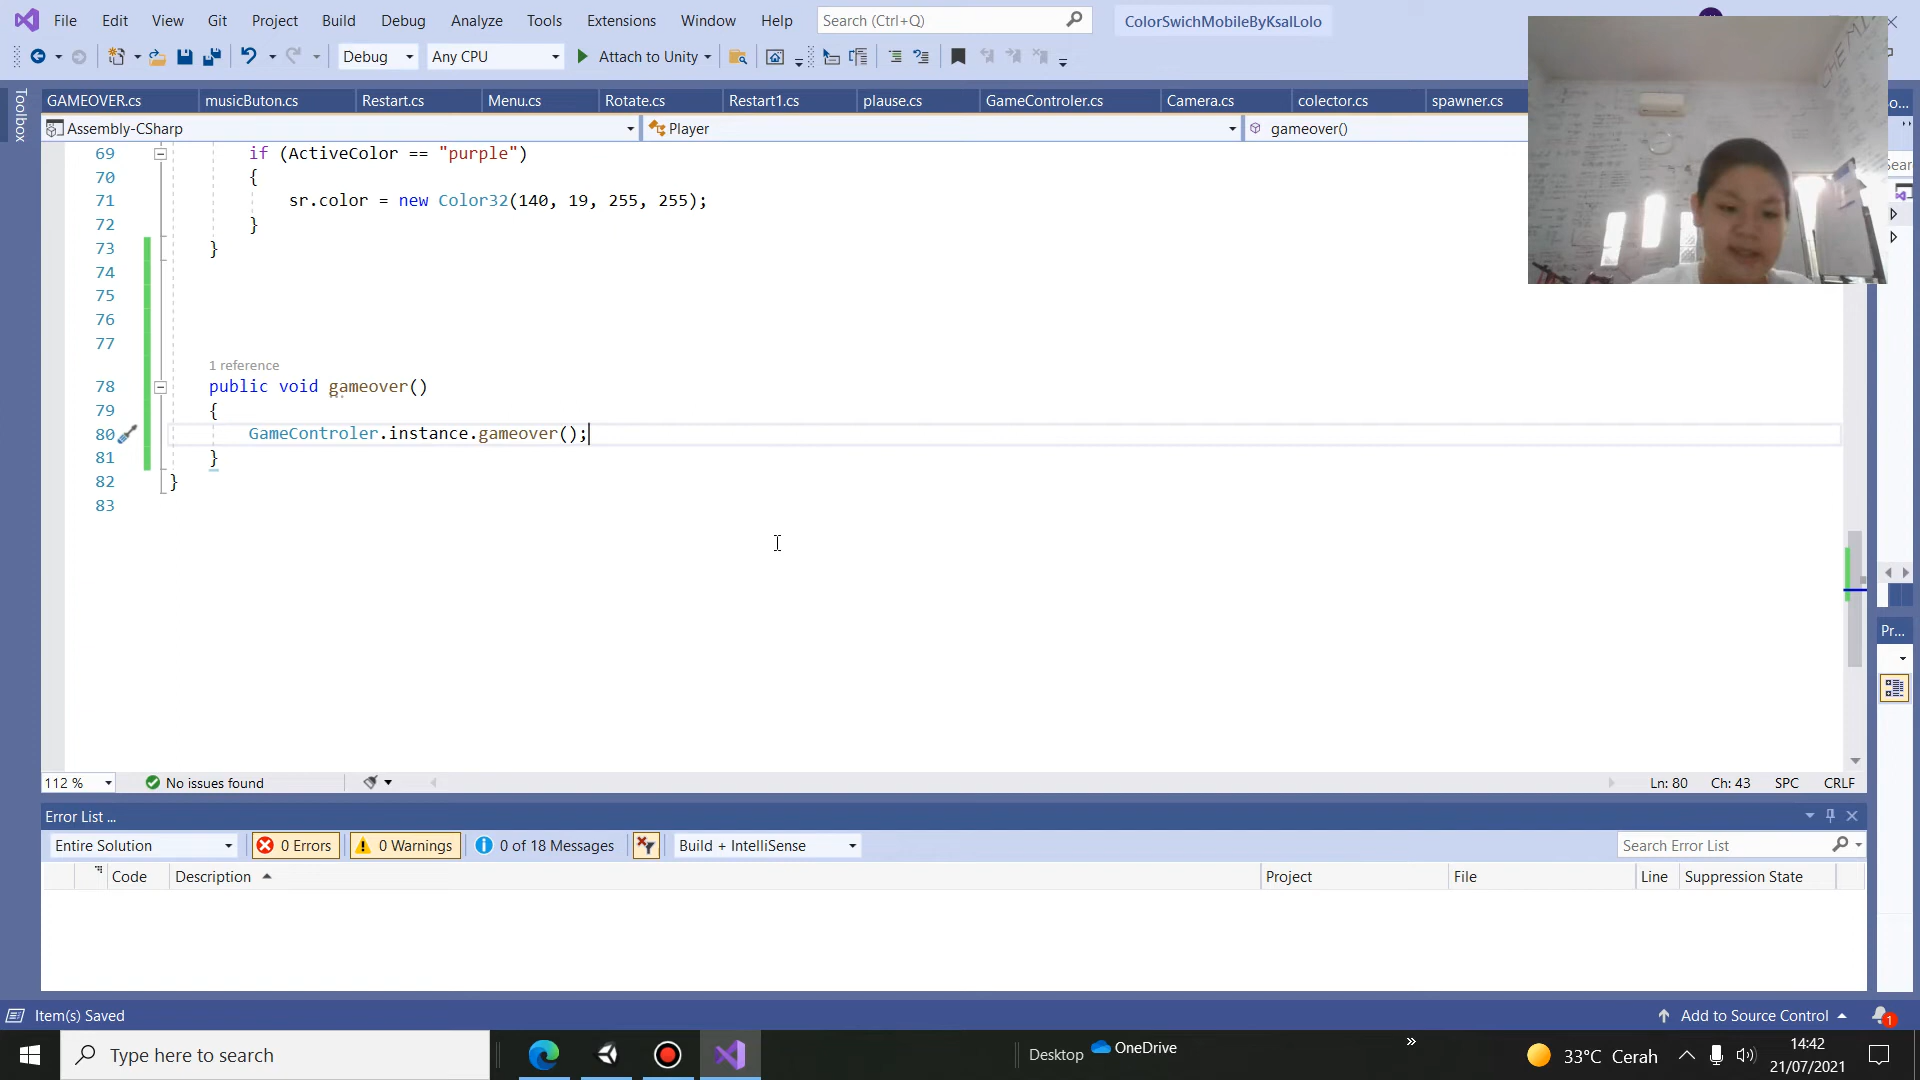 File Edit View Git Project Build Debug Analyze Tools Extensions Window Help Search (Ctrl+Q) ColorSwichMobileByKsalLolo
Debug Any CPU Attach to Unity
Toolbox
GAMEOVER.cs musicButon.cs Restart.cs Menu.cs Rotate.cs Restart1.cs plause.cs GameControler.cs Camera.cs colector.cs spawner.cs
Assembly-CSharp Player gameover()
69 if (ActiveColor == "purple")
70 {
71 sr.color = new Color32(140, 19, 255, 255);
72 }
73 }
74
75
76
77
1 reference
78 public void gameover()
79 {
80 GameControler.instance.gameover();
81 }
82 }
83
Pr...
112 % No issues found Ln: 80 Ch: 43 SPC CRLF
Error List ...
Entire Solution 0 Errors 0 Warnings 0 of 18 Messages Build + IntelliSense Search Error List
Code Description Project File Line Suppression State
Item(s) Saved Add to Source Control 1
Type here to search Desktop OneDrive » 33°C Cerah 14:42
21/07/2021